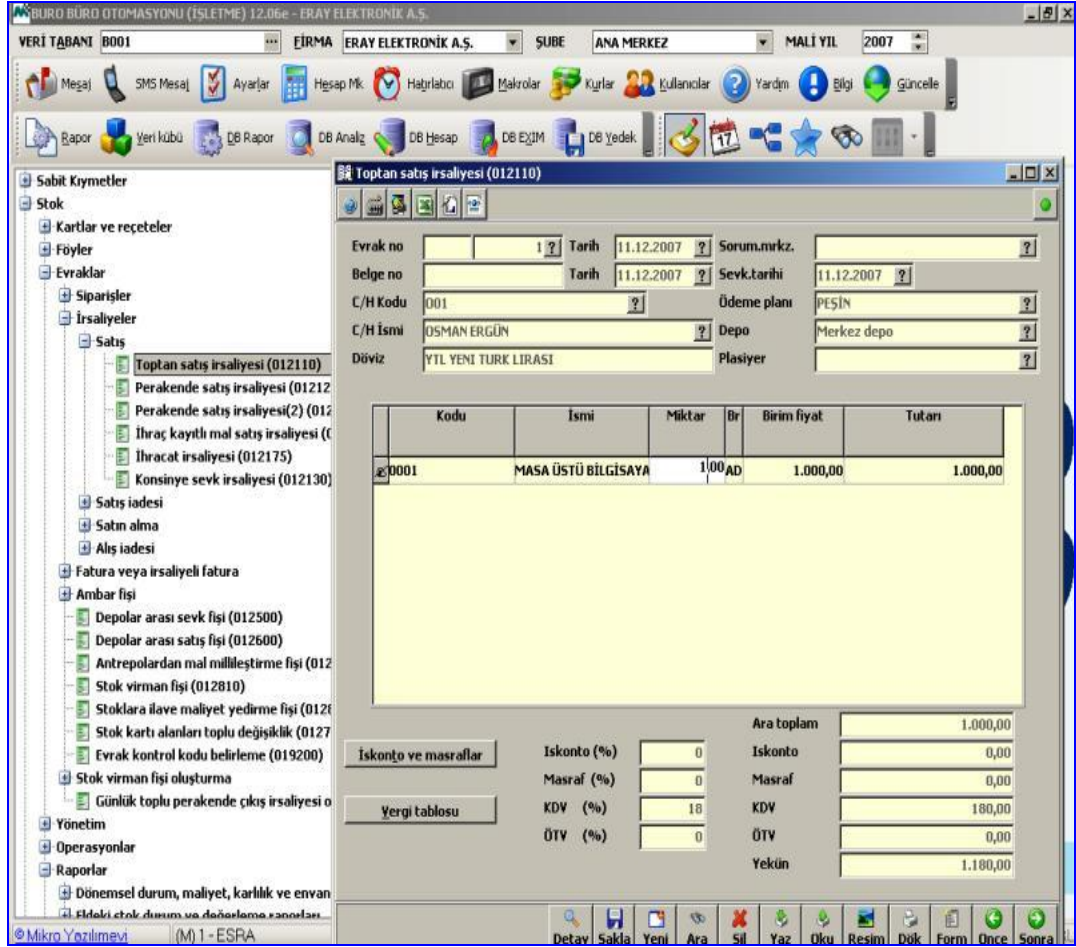 BURO BÜRO OTOMASYONU (İŞLETME) 12.06e - ERAY ELEKTRONİK A.Ş.
VERİ TABANI B001 ... FİRMA ERAY ELEKTRONİK A.Ş. ŞUBE ANA MERKEZ MALİ YIL 2007
Mesaj SMS Mesaj Ayarlar Hesap Mk Hatırlatıcı Makrolar Kurlar Kullanıcılar Yardım Bilgi Güncelle
Rapor Veri kübü DB Rapor DB Analiz DB Hesap DB EXIM DB Yedek 17
Sabit Kıymetler
Stok
Kartlar ve reçeteler
Föyler
Evraklar
Siparişler
İrsaliyeler
Satış
Toptan satış irsaliyesi (012110)
Perakende satış irsaliyesi (01212
Perakende satış irsaliyesi(2) (012
İhraç kayıtlı mal satış irsaliyesi (0
İhracat irsaliyesi (012175)
Konsinye sevk irsaliyesi (012130)
Satış iadesi
Satın alma
Alış iadesi
Fatura veya irsaliyeli fatura
Ambar fişi
Depolar arası sevk fişi (012500)
Depolar arası satış fişi (012600)
Antrepolardan mal millileştirme fişi (012
Stok virman fişi (012810)
Stoklara ilave maliyet yedirme fişi (0128
Stok kartı alanları toplu değişiklik (0127
Evrak kontrol kodu belirleme (019200)
Stok virman fişi oluşturma
Günlük toplu perakende çıkış irsaliyesi o
Yönetim
Operasyonlar
Raporlar
Dönemsel durum, maliyet, karlılık ve envan
Eldeki stok durum ve değerleme raporları
© Mikro Yazılımevi (M) 1 - ESRA
Toptan satış irsaliyesi (012110)
Evrak no 1 ? Tarih 11.12.2007 ? Sorum.mrkz. ?
Belge no Tarih 11.12.2007 ? Sevk.tarihi 11.12.2007 ?
C/H Kodu 001 ? Ödeme planı PEŞİN ?
C/H İsmi OSMAN ERGÜN ? Depo Merkez depo ?
Döviz YTL YENI TURK LIRASI Plasiyer ?
Kodu İsmi Miktar Br Birim fiyat Tutarı
0001 MASA ÜSTÜ BİLGİSAYA 1,00 AD 1.000,00 1.000,00
Ara toplam 1.000,00
İskonto ve masraflar Iskonto (%) 0 Iskonto 0,00
Masraf (%) 0 Masraf 0,00
Vergi tablosu KDV (%) 18 KDV 180,00
ÖTV (%) 0 ÖTV 0,00
Yekün 1.180,00
Detay Sakla Yeni Ara Sil Yaz Oku Resim Dök Form Önce Sonra